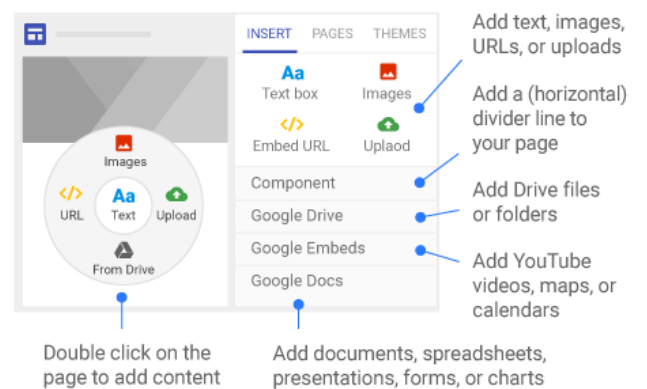 INSERT PAGES THEMES
Aa Text box
Images
</> Embed URL
Uplaod
Component
Google Drive
Google Embeds
Google Docs
Images
</> URL
Aa Text
Upload
From Drive
Add text, images,
URLs, or uploads
Add a (horizontal)
divider line to
your page
Add Drive files
or folders
Add YouTube
videos, maps, or
calendars
Double click on the
page to add content
Add documents, spreadsheets,
presentations, forms, or charts